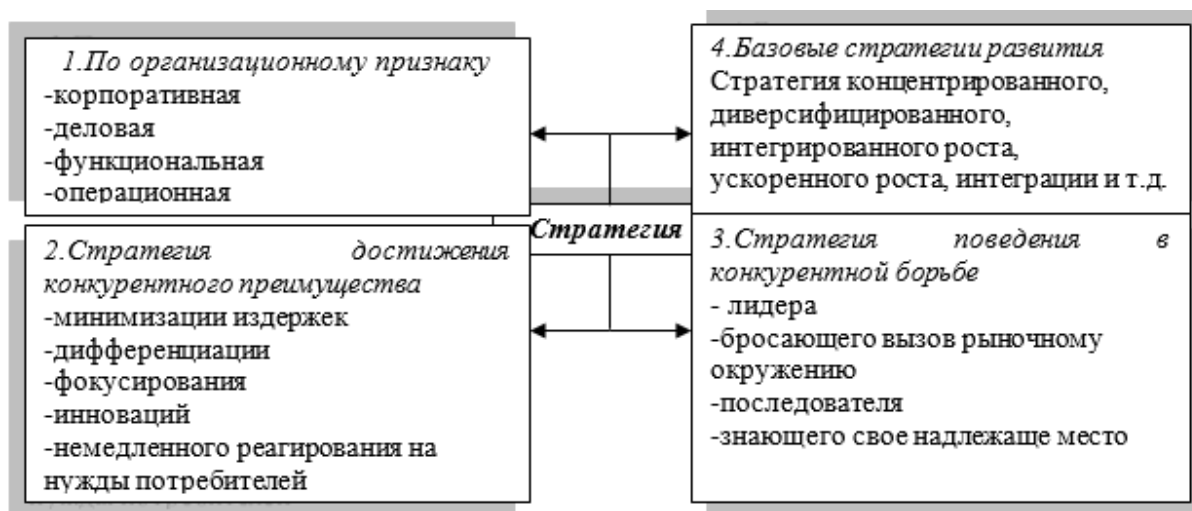 1.По организационному признаку
-корпоративная
-деловая
-функциональная
-операционная
2.Стратегия достижения
конкурентного преимущества
-минимизации издержек
-дифференциации
-фокусирования
-инноваций
-немедленного реагирования на
нужды потребителей
Стратегия
4.Базовые стратегии развития
Стратегия концентрированного,
диверсифицированного,
интегрированного роста,
ускоренного роста, интеграции и т.д.
3.Стратегия поведения в
конкурентной борьбе
- лидера
-бросающего вызов рыночному
окружению
-последователя
-знающего свое надлежаще место